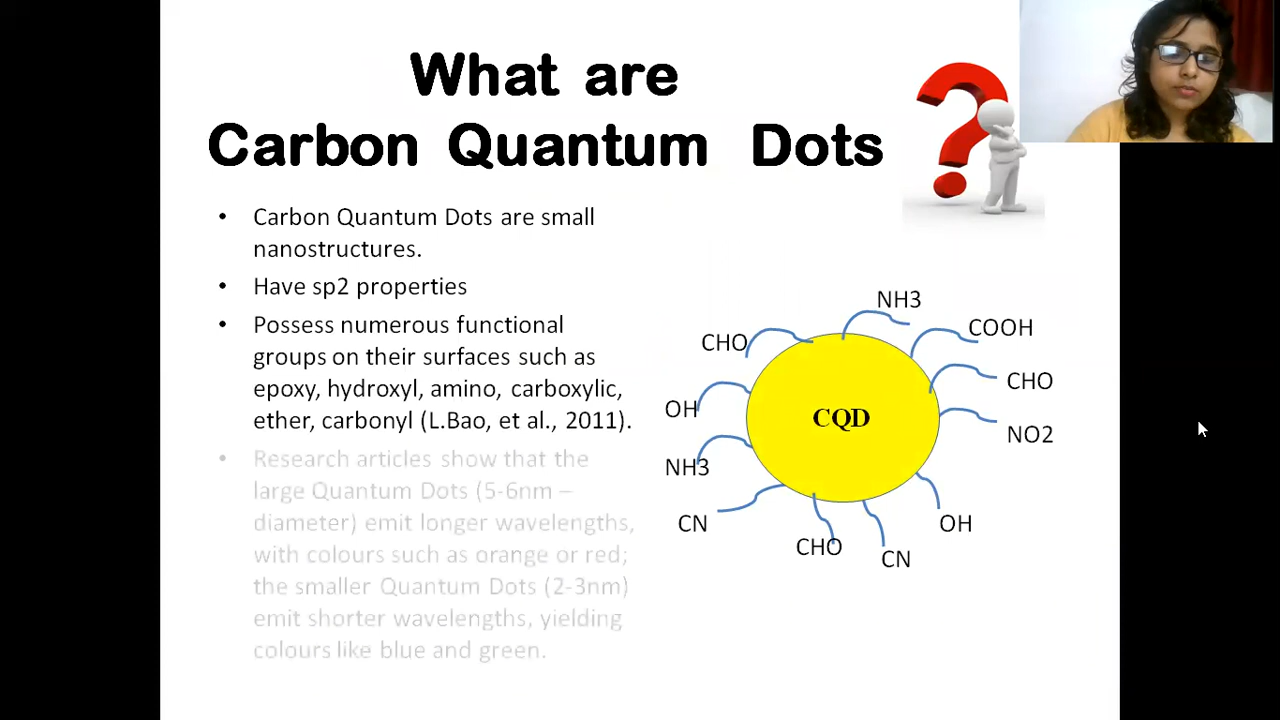 What are
Carbon Quantum Dots
• Carbon Quantum Dots are small
nanostructures.
• Have sp2 properties
• Possess numerous functional
groups on their surfaces such as
epoxy, hydroxyl, amino, carboxylic,
ether, carbonyl (L.Bao, et al., 2011).
• Research articles show that the
large Quantum Dots (5-6nm –
diameter) emit longer wavelengths,
with colours such as orange or red;
the smaller Quantum Dots (2-3nm)
emit shorter wavelengths, yielding
colours like blue and green.
NH3
COOH
CHO
CHO
OH
CQD
NO2
NH3
CN
OH
CHO
CN